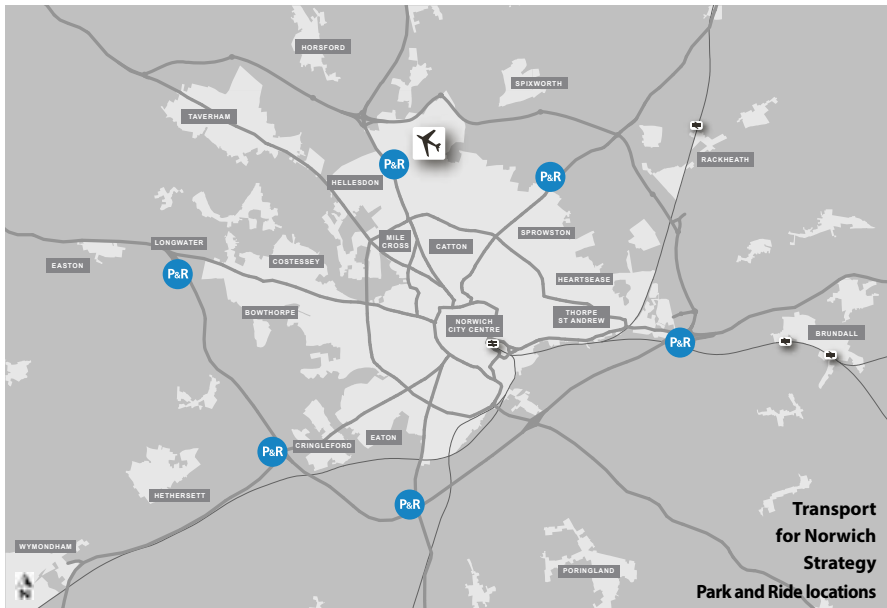 HORSFORD
SPIXWORTH
TAVERHAM
P&R
RACKHEATH
P&R
HELLESDON
MILE
CROSS
CATTON
SPROWSTON
LONGWATER
EASTON
COSTESSEY
P&R
HEARTSEASE
BOWTHORPE
NORWICH
CITY CENTRE
THORPE
ST ANDREW
BRUNDALL
P&R
EATON
CRINGLEFORD
P&R
HETHERSETT
P&R
WYMONDHAM
PORINGLAND
N
Transport
for Norwich
Strategy
Park and Ride locations